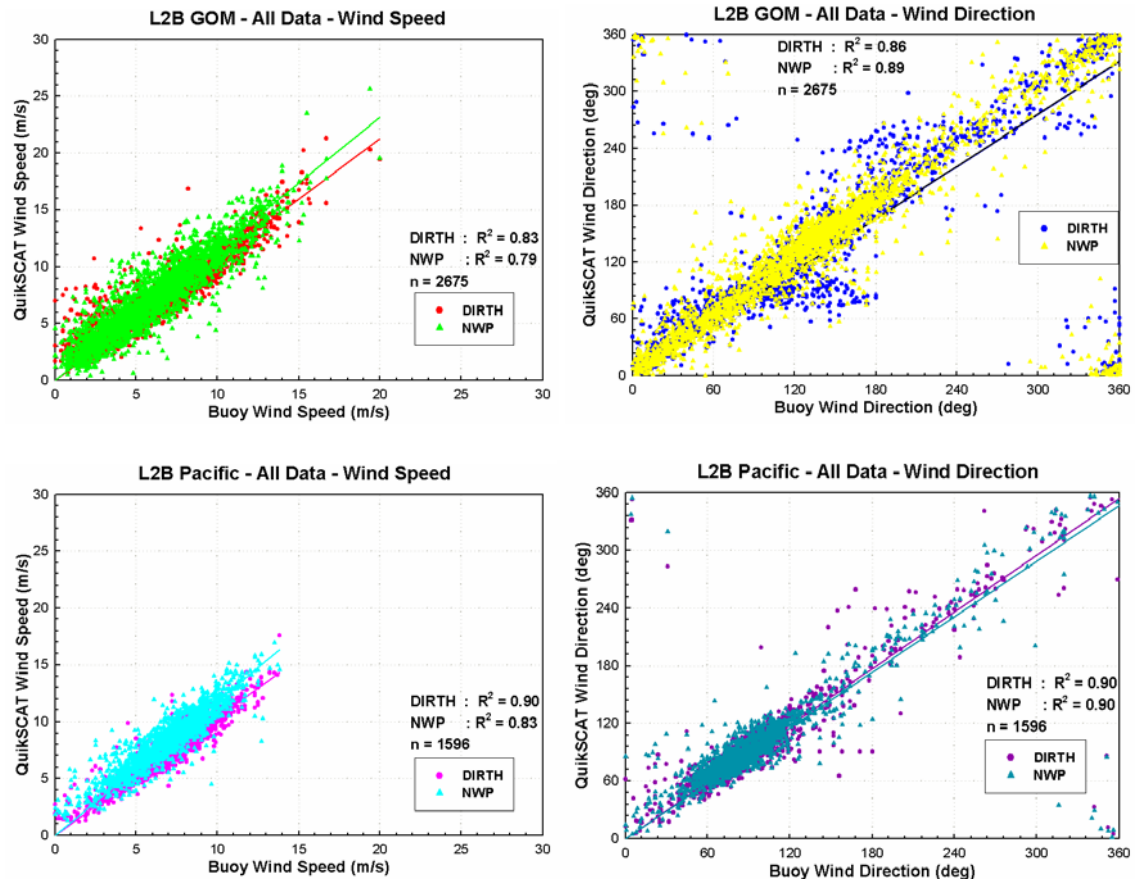 L2B GOM - All Data - Wind Speed
30
25
20
15
10
5
0
QuikSCAT Wind Speed (m/s)
DIRTH : R² = 0.83
NWP : R² = 0.79
n = 2675
DIRTH
NWP
0 5 10 15 20 25 30
Buoy Wind Speed (m/s)
L2B GOM - All Data - Wind Direction
360
300
240
180
120
60
0
QuikSCAT Wind Direction (deg)
DIRTH : R² = 0.86
NWP : R² = 0.89
n = 2675
DIRTH
NWP
0 60 120 180 240 300 360
Buoy Wind Direction (deg)
L2B Pacific - All Data - Wind Speed
30
25
20
15
10
5
0
QuikSCAT Wind Speed (m/s)
DIRTH : R² = 0.90
NWP : R² = 0.83
n = 1596
DIRTH
NWP
0 5 10 15 20 25 30
Buoy Wind Speed (m/s)
L2B Pacific - All Data - Wind Direction
360
300
240
180
120
60
0
QuikSCAT Wind Direction (deg)
DIRTH : R² = 0.90
NWP : R² = 0.90
n = 1596
DIRTH
NWP
0 60 120 180 240 300 360
Buoy Wind Direction (deg)